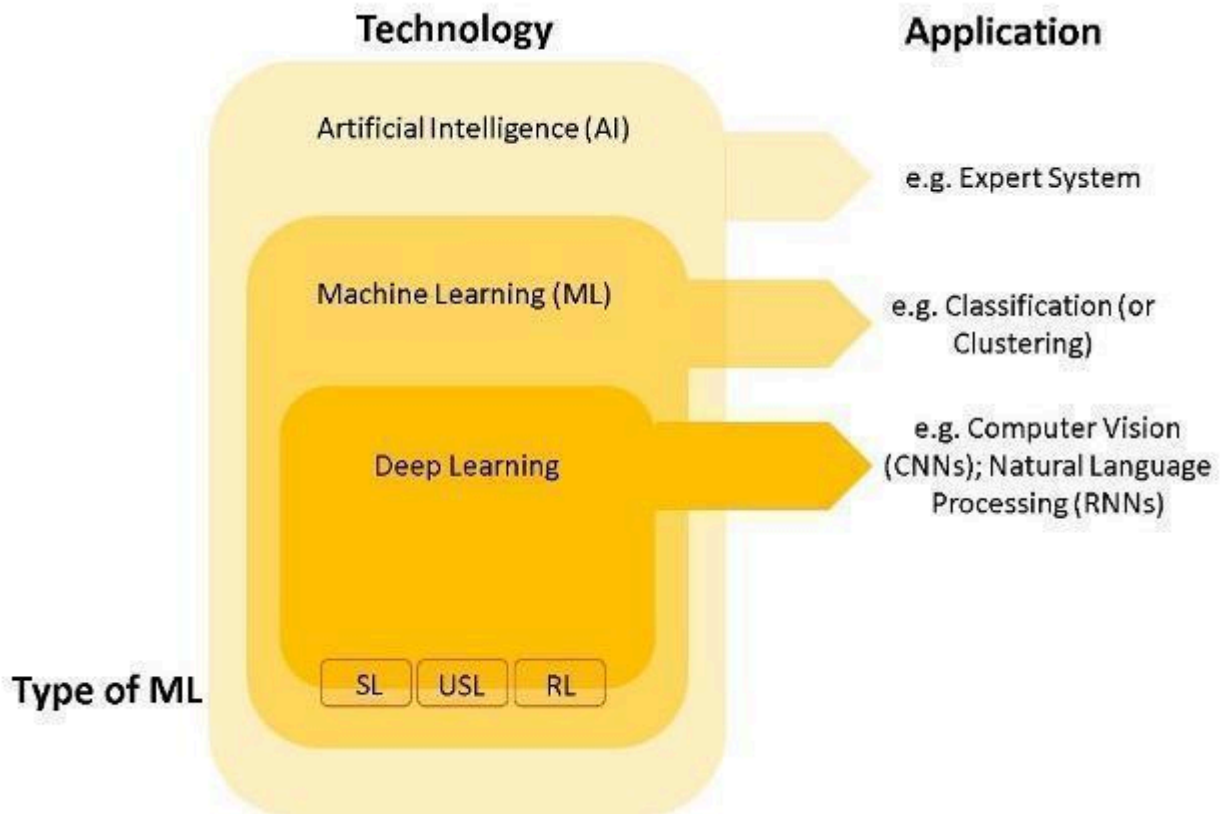 Technology
Application
Artificial Intelligence (AI)
e.g. Expert System
Machine Learning (ML)
e.g. Classification (or
Clustering)
Deep Learning
e.g. Computer Vision
(CNNs); Natural Language
Processing (RNNs)
Type of ML
SL
USL
RL